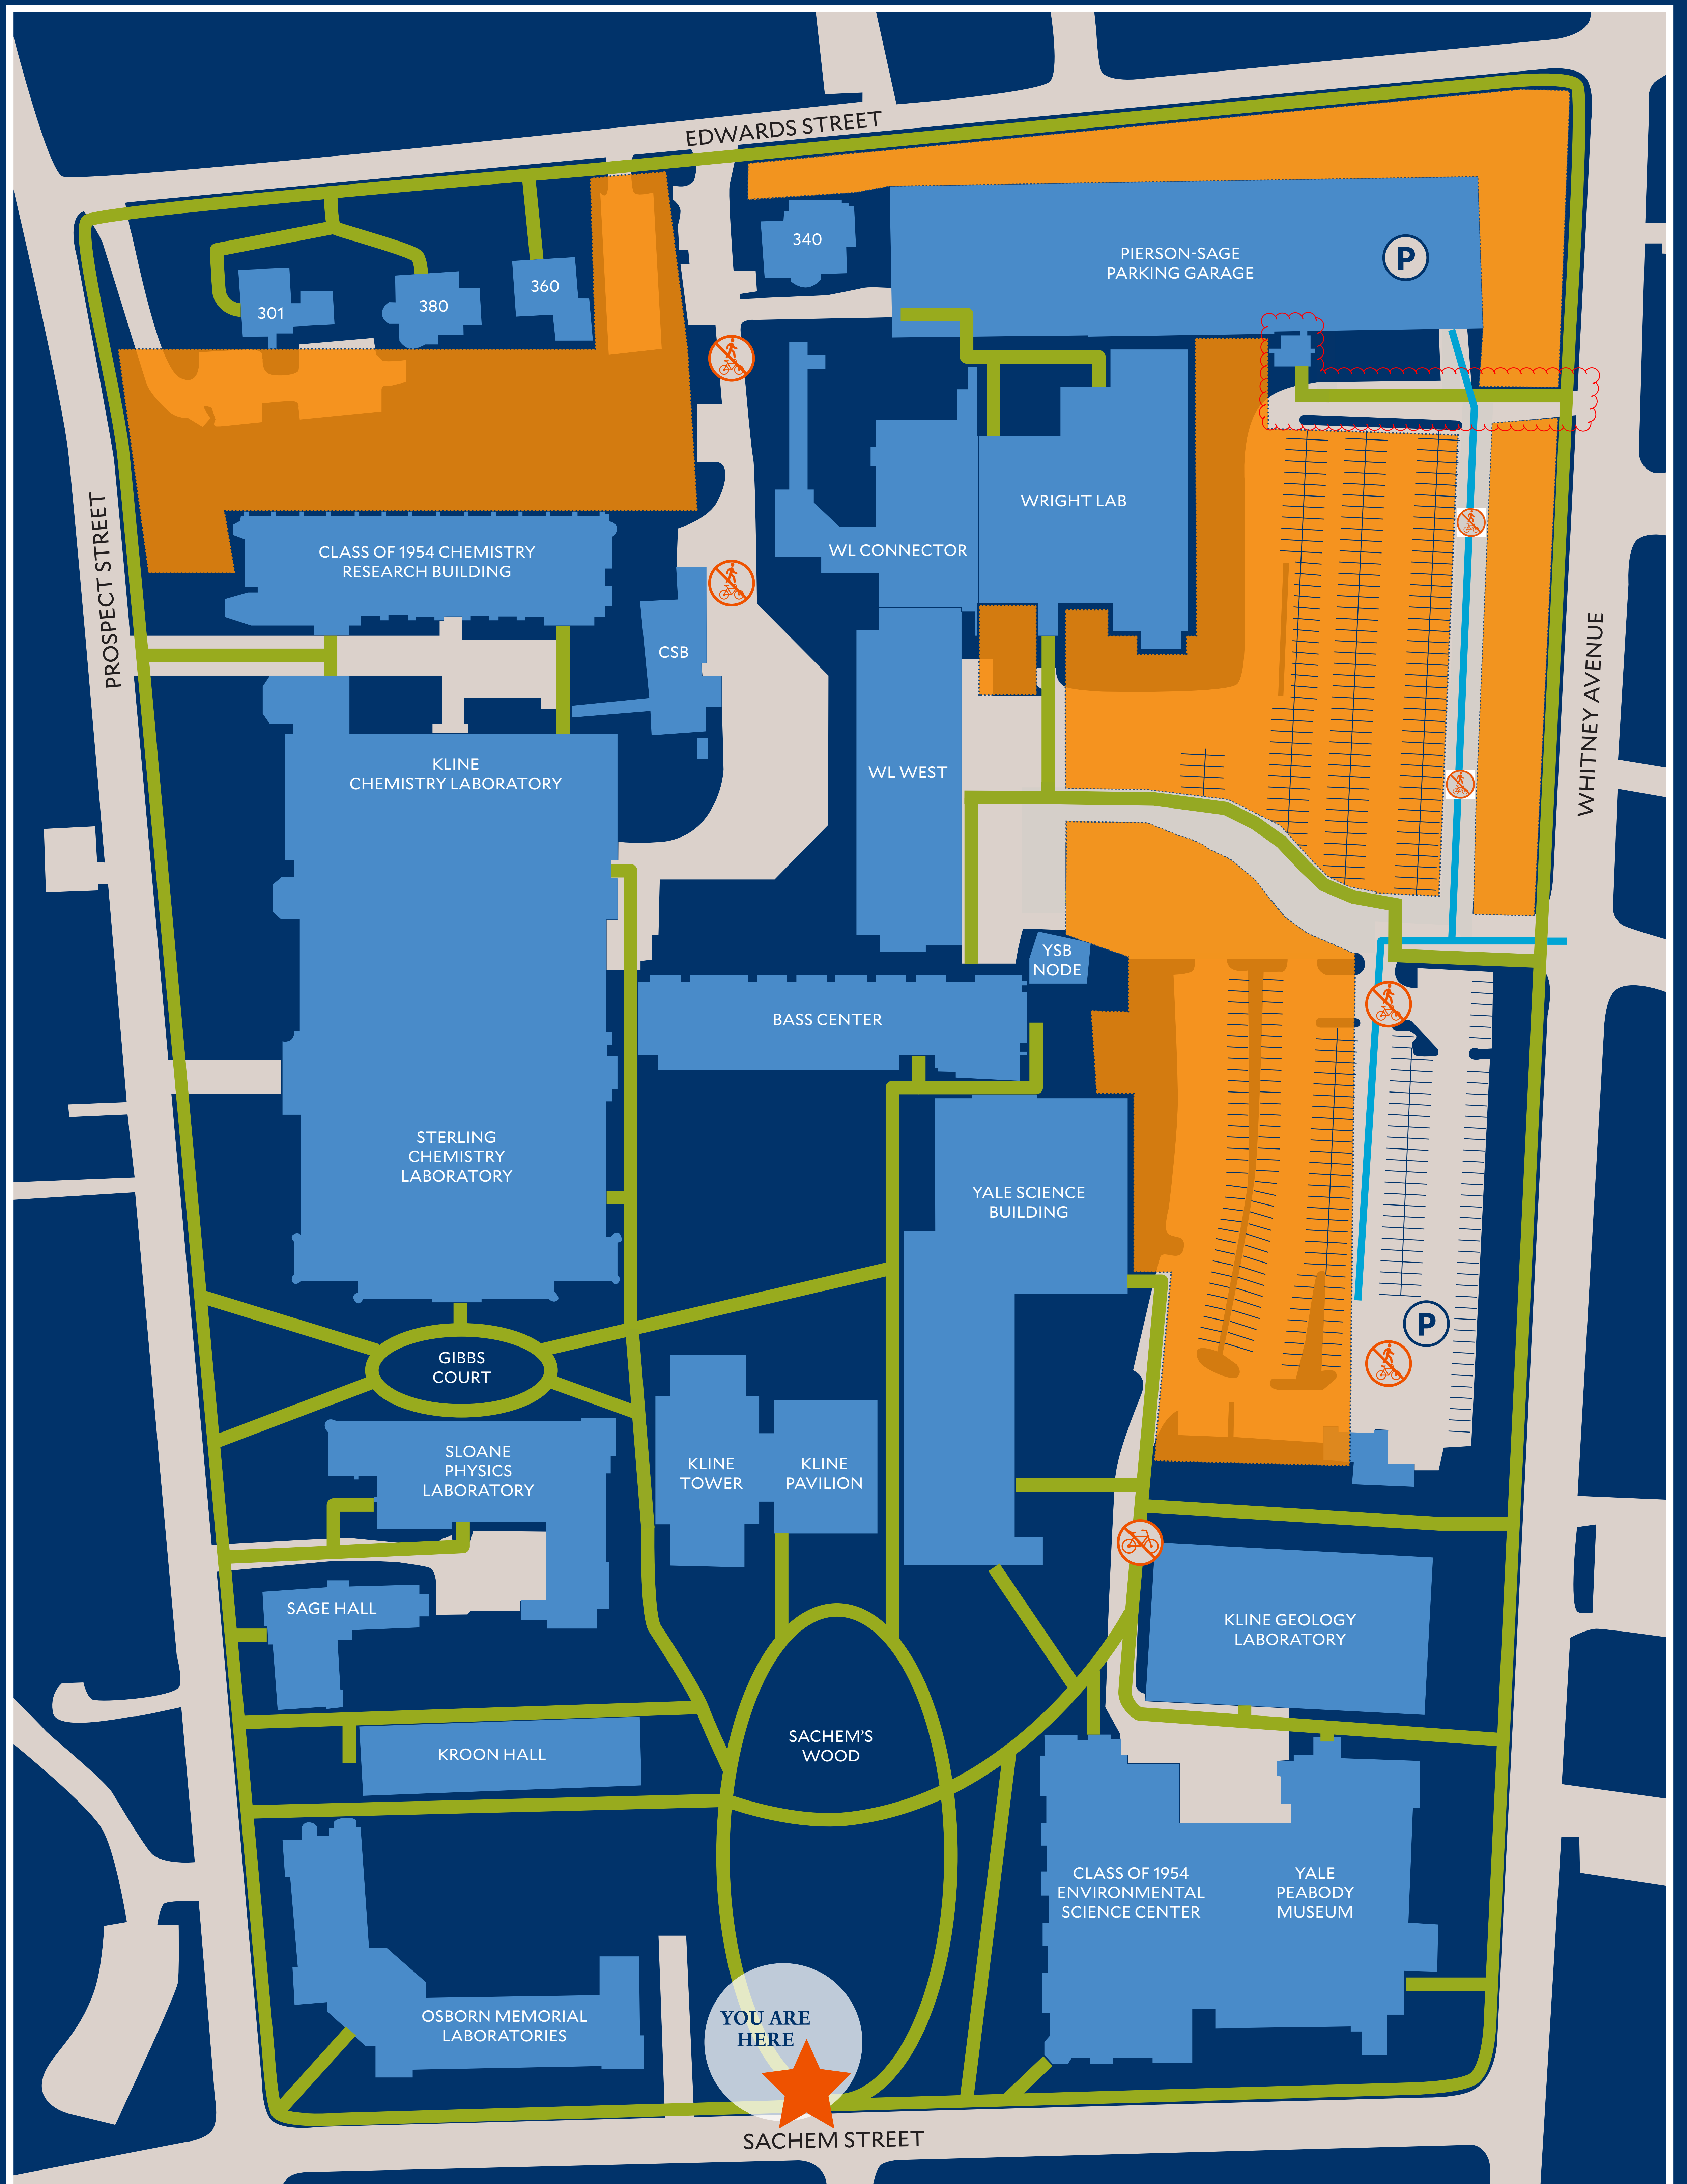 EDWARDS STREET
340
PIERSON-SAGE
PARKING GARAGE
P
301
380
360
PROSPECT STREET
WHITNEY AVENUE
WRIGHT LAB
WL CONNECTOR
CLASS OF 1954 CHEMISTRY
RESEARCH BUILDING
CSB
KLINE
CHEMISTRY LABORATORY
WL WEST
YSB
NODE
BASS CENTER
STERLING
CHEMISTRY
LABORATORY
YALE SCIENCE
BUILDING
P
GIBBS
COURT
SLOANE
PHYSICS
LABORATORY
KLINE
TOWER
KLINE
PAVILION
SAGE HALL
KLINE GEOLOGY
LABORATORY
KROON HALL
SACHEM'S
WOOD
CLASS OF 1954
ENVIRONMENTAL
SCIENCE CENTER
YALE
PEABODY
MUSEUM
OSBORN MEMORIAL
LABORATORIES
YOU ARE
HERE
SACHEM STREET